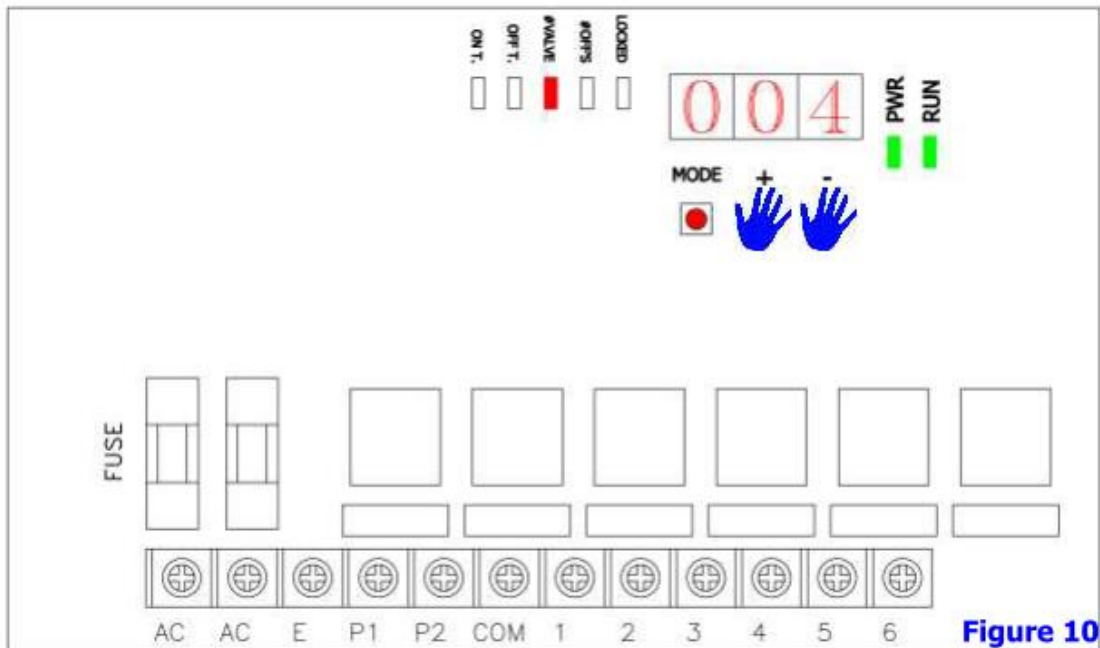 ON T. OFF T. #VALVE #OFFS LOCKED
004 PWR RUN
MODE + -
FUSE
AC AC E P1 P2 COM 1 2 3 4 5 6
Figure 10